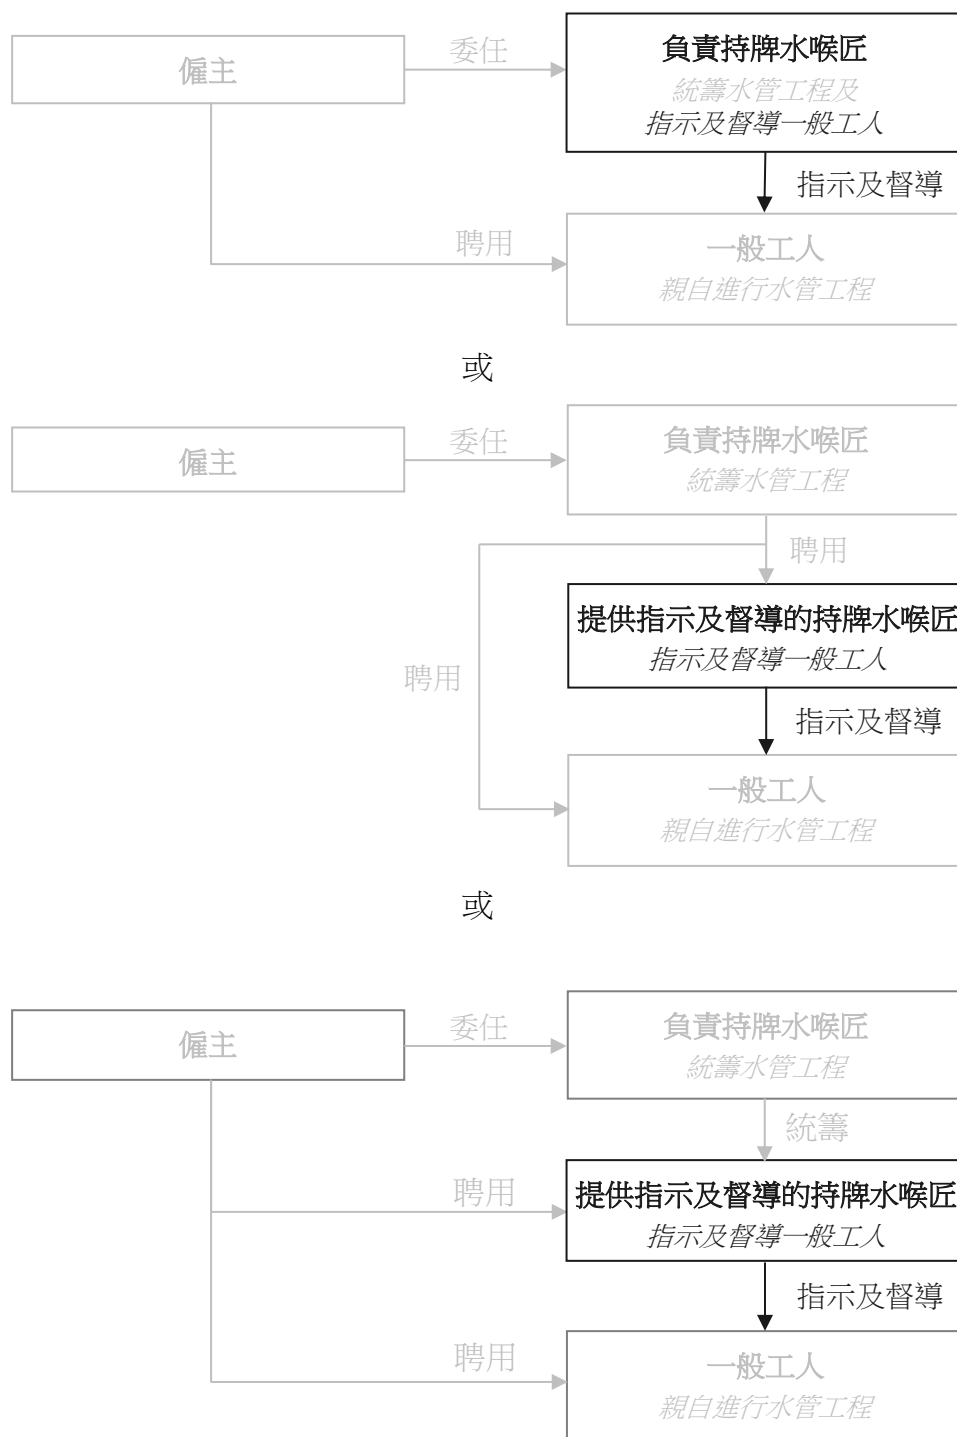 委任
僱主
負責持牌水喉匠
統籌水管工程及
指示及督導一般工人
指示及督導
聘用
一般工人
親自進行水管工程
或
委任
僱主
負責持牌水喉匠
統籌水管工程
聘用
提供指示及督導的持牌水喉匠
指示及督導一般工人
聘用
指示及督導
一般工人
親自進行水管工程
或
委任
僱主
負責持牌水喉匠
統籌水管工程
統籌
聘用
提供指示及督導的持牌水喉匠
指示及督導一般工人
指示及督導
聘用
一般工人
親自進行水管工程